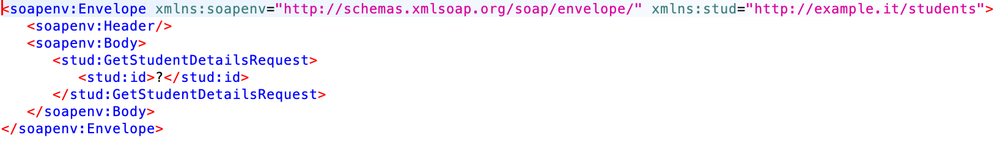 <soapenv:Envelope xmlns:soapenv="http://schemas.xmlsoap.org/soap/envelope/" xmlns:stud="http://example.it/students">
   <soapenv:Header/>
   <soapenv:Body>
      <stud:GetStudentDetailsRequest>
         <stud:id>?</stud:id>
      </stud:GetStudentDetailsRequest>
   </soapenv:Body>
</soapenv:Envelope>